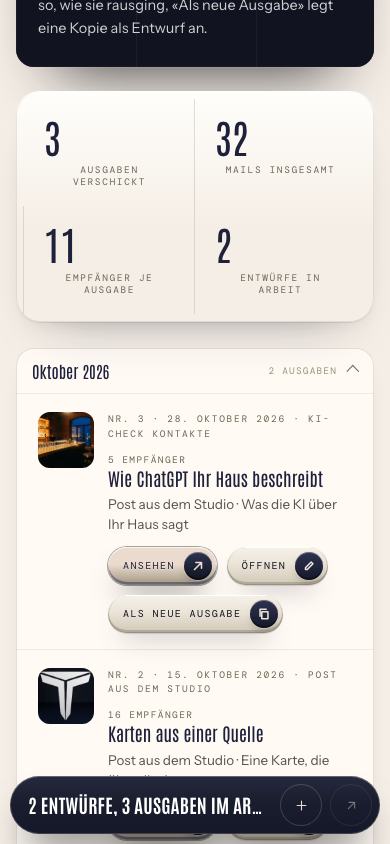 so, wie sie rausging, «Als neue Ausgabe» legt
eine Kopie als Entwurf an.
3
AUSGABEN
VERSCHICKT
32
MAILS INSGESAMT
11
EMPFÄNGER JE
AUSGABE
2
ENTWÜRFE IN
ARBEIT
Oktober 2026
2 AUSGABEN
NR. 3 · 28. OKTOBER 2026 · KI-
CHECK KONTAKTE
5 EMPFÄNGER
Wie ChatGPT Ihr Haus beschreibt
Post aus dem Studio · Was die KI über
Ihr Haus sagt
ANSEHEN
ÖFFNEN
ALS NEUE AUSGABE
NR. 2 · 15. OKTOBER 2026 · POST
AUS DEM STUDIO
16 EMPFÄNGER
Karten aus einer Quelle
Post aus dem Studio · Eine Karte, die
2 ENTWÜRFE, 3 AUSGABEN IM AR…